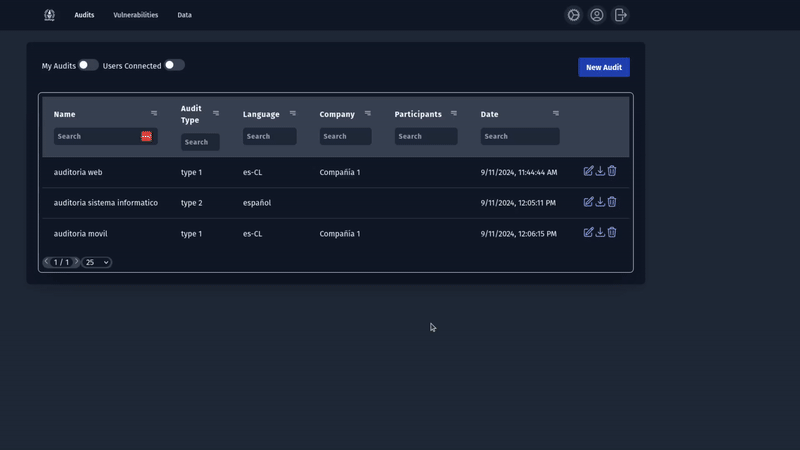 Audits Vulnerabilities Data
My Audits Users Connected New Audit
Name Audit Type Language Company Participants Date
Search Search Search Search Search Search
auditoria web type 1 es-CL Compañia 1 9/11/2024, 11:44:44 AM
auditoria sistema informatico type 2 español 9/11/2024, 12:05:11 PM
auditoria movil type 1 es-CL Compañia 1 9/11/2024, 12:06:15 PM
1 / 1 25